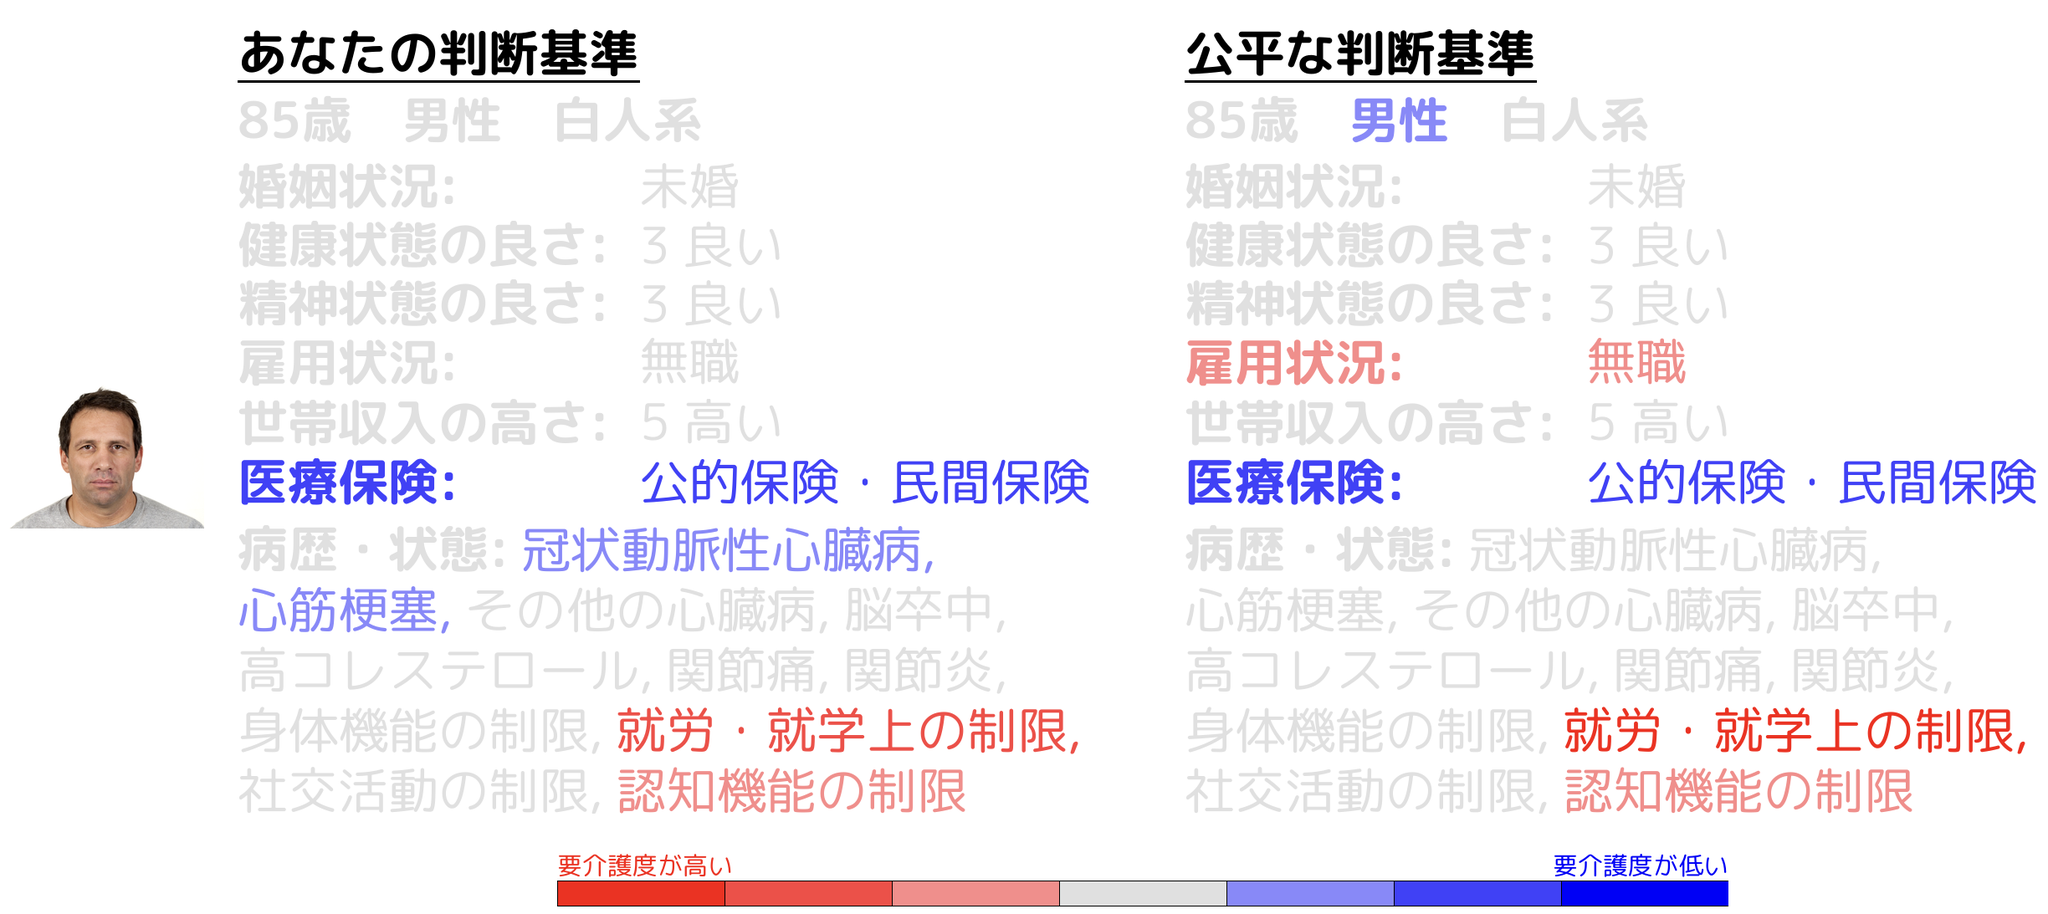 あなたの判断基準
85歳 男性 白人系
婚姻状況: 未婚
健康状態の良さ: 3 良い
精神状態の良さ: 3 良い
雇用状況: 無職
世帯収入の高さ: 5 高い
医療保険: 公的保険・民間保険
病歴・状態: 冠状動脈性心臓病,
心筋梗塞, その他の心臓病, 脳卒中,
高コレステロール, 関節痛, 関節炎,
身体機能の制限, 就労・就学上の制限,
社交活動の制限, 認知機能の制限
公平な判断基準
85歳 男性 白人系
婚姻状況: 未婚
健康状態の良さ: 3 良い
精神状態の良さ: 3 良い
雇用状況: 無職
世帯収入の高さ: 5 高い
医療保険: 公的保険・民間保険
病歴・状態: 冠状動脈性心臓病,
心筋梗塞, その他の心臓病, 脳卒中,
高コレステロール, 関節痛, 関節炎,
身体機能の制限, 就労・就学上の制限,
社交活動の制限, 認知機能の制限
要介護度が高い 要介護度が低い